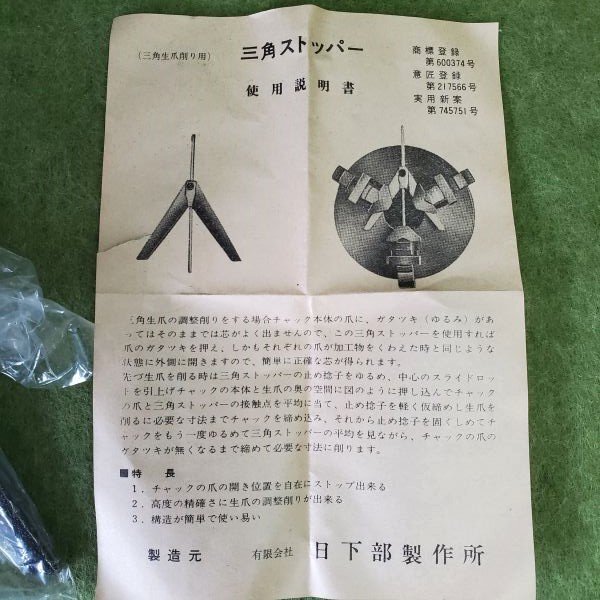 (三角生爪削り用)
三角ストッパー
使用説明書
商標登録
第600374号
意匠登録
第217566号
実用新案
第745751号
三角生爪の調整削りをする場合チャック本体の爪に、ガタツキ(ゆるみ)があ
ってはそのままでは芯がよく出ませんので、この三角ストッパーを使用すれば
爪のガタツキを押え、しかもそれぞれの爪が加工物をくわえた時と同じような
状態に外側に開きますので、簡単に正確な芯が得られます。
先づ生爪を削る時は三角ストッパーの止め捻子をゆるめ、中心のスライドロッ
トを引上げチャックの本体と生爪の奥の空間に図のように押し込んでチャック
の爪と三角ストッパーの接触点を平均に当て、止め捻子を軽く仮締めし生爪を
削るに必要な寸法までチャックを締め込み、それから止め捻子を固くしめてチ
ャックをもう一度ゆるめて三角ストッパーの平均を見ながら、チャックの爪の
ガタツキが無くなるまで締めて必要な寸法に削ります。
■特長
1.チャックの爪の開き位置を自在にストップ出来る
2.高度の精確さに生爪の調整削りが出来る
3.構造が簡単で使い易い
製造元 有限会社 日下部製作所